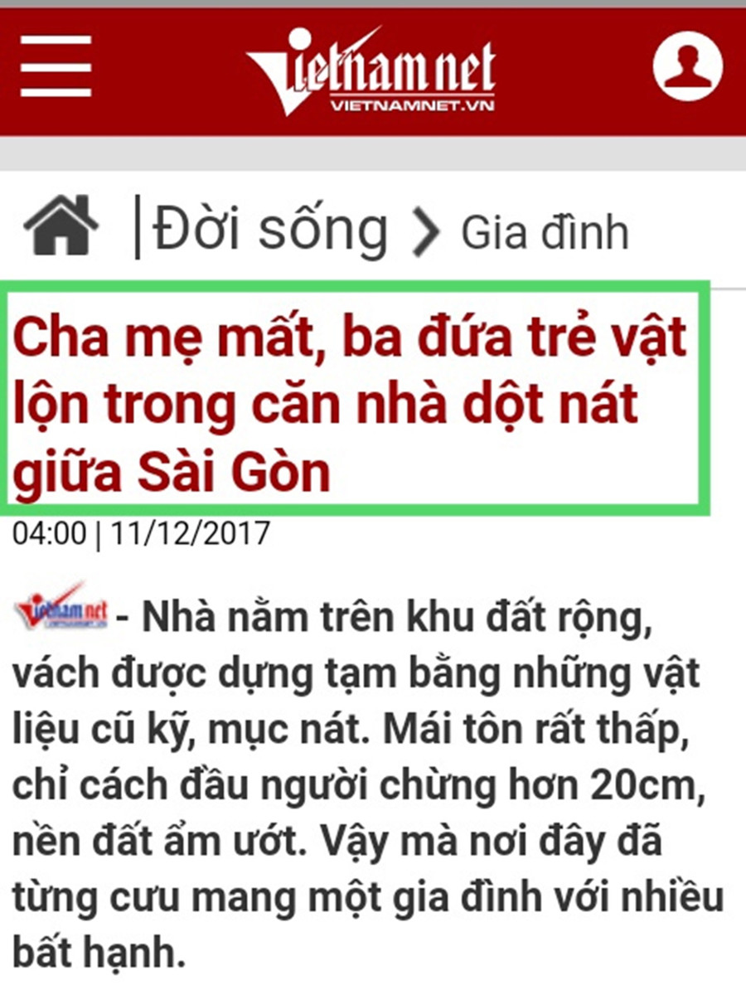 Vietnamnet
VIETNAMNET.VN
Đời sống > Gia đình
Cha mẹ mất, ba đứa trẻ vật
lộn trong căn nhà dột nát
giữa Sài Gòn
04:00 | 11/12/2017
Vietnamnet - Nhà nằm trên khu đất rộng,
vách được dựng tạm bằng những vật
liệu cũ kỹ, mục nát. Mái tôn rất thấp,
chỉ cách đầu người chừng hơn 20cm,
nền đất ẩm ướt. Vậy mà nơi đây đã
từng cưu mang một gia đình với nhiều
bất hạnh.